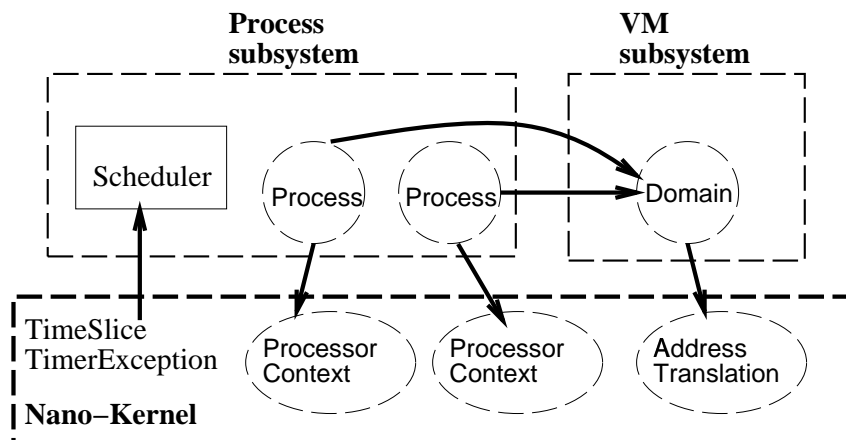 Process
subsystem
VM
subsystem
Scheduler
Process
Process
Domain
TimeSlice
TimerException
Processor
Context
Processor
Context
Address
Translation
Nano−Kernel